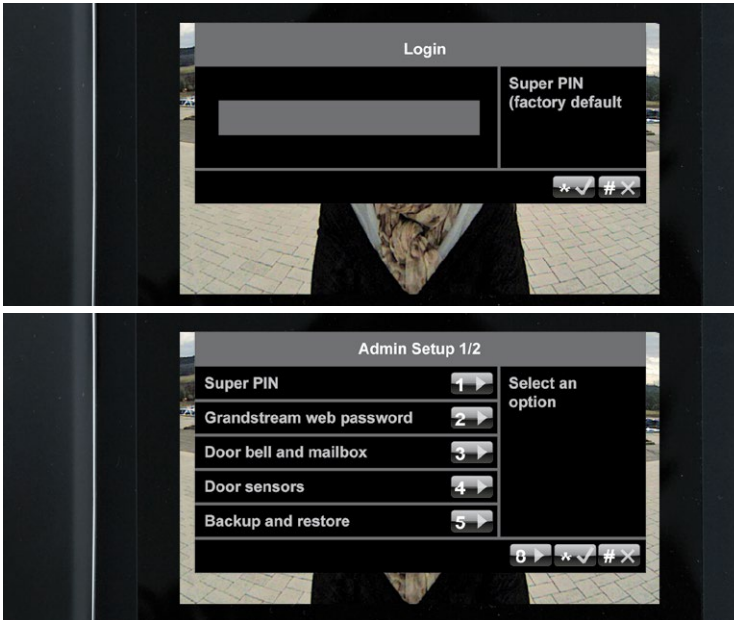 Login
Super PIN
(factory default
* ✓ # X
Admin Setup 1/2
Super PIN 1
Grandstream web password 2
Door bell and mailbox 3
Door sensors 4
Backup and restore 5
Select an
option
8 * ✓ # X